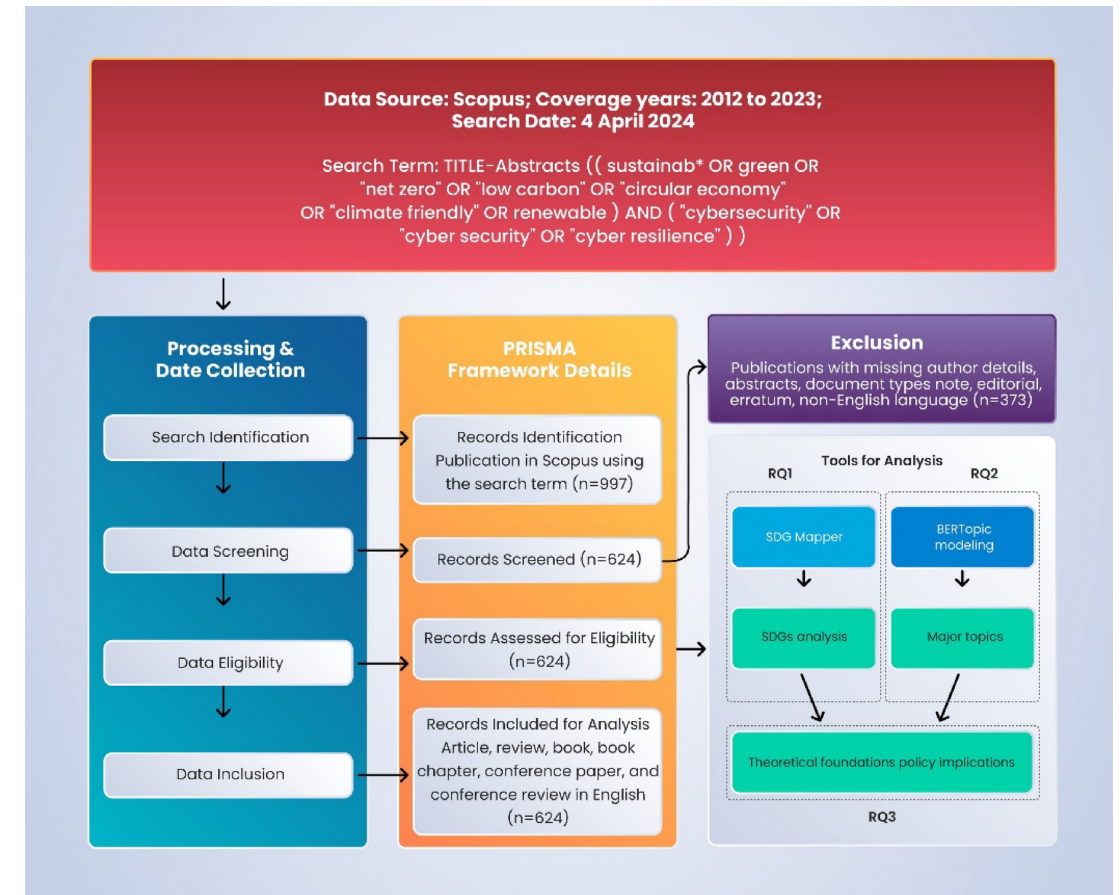 Data Source: Scopus; Coverage years: 2012 to 2023;
Search Date: 4 April 2024
Search Term: TITLE-Abstracts (( sustainab* OR green OR
"net zero" OR "low carbon" OR "circular economy"
OR "climate friendly" OR renewable ) AND ( "cybersecurity" OR
"cyber security" OR "cyber resilience" ) )
Processing &
Date Collection
Search Identification
Data Screening
Data Eligibility
Data Inclusion
PRISMA
Framework Details
Records Identification
Publication in Scopus using
the search term (n=997)
Records Screened (n=624)
Records Assessed for Eligibility
(n=624)
Records Included for Analysis
Article, review, book, book
chapter, conference paper, and
conference review in English
(n=624)
Exclusion
Publications with missing author details,
abstracts, document types note, editorial,
erratum, non-English language (n=373)
Tools for Analysis
RQ1
RQ2
SDG Mapper
BERTopic
modeling
SDGs analysis
Major topics
Theoretical foundations policy implications
RQ3